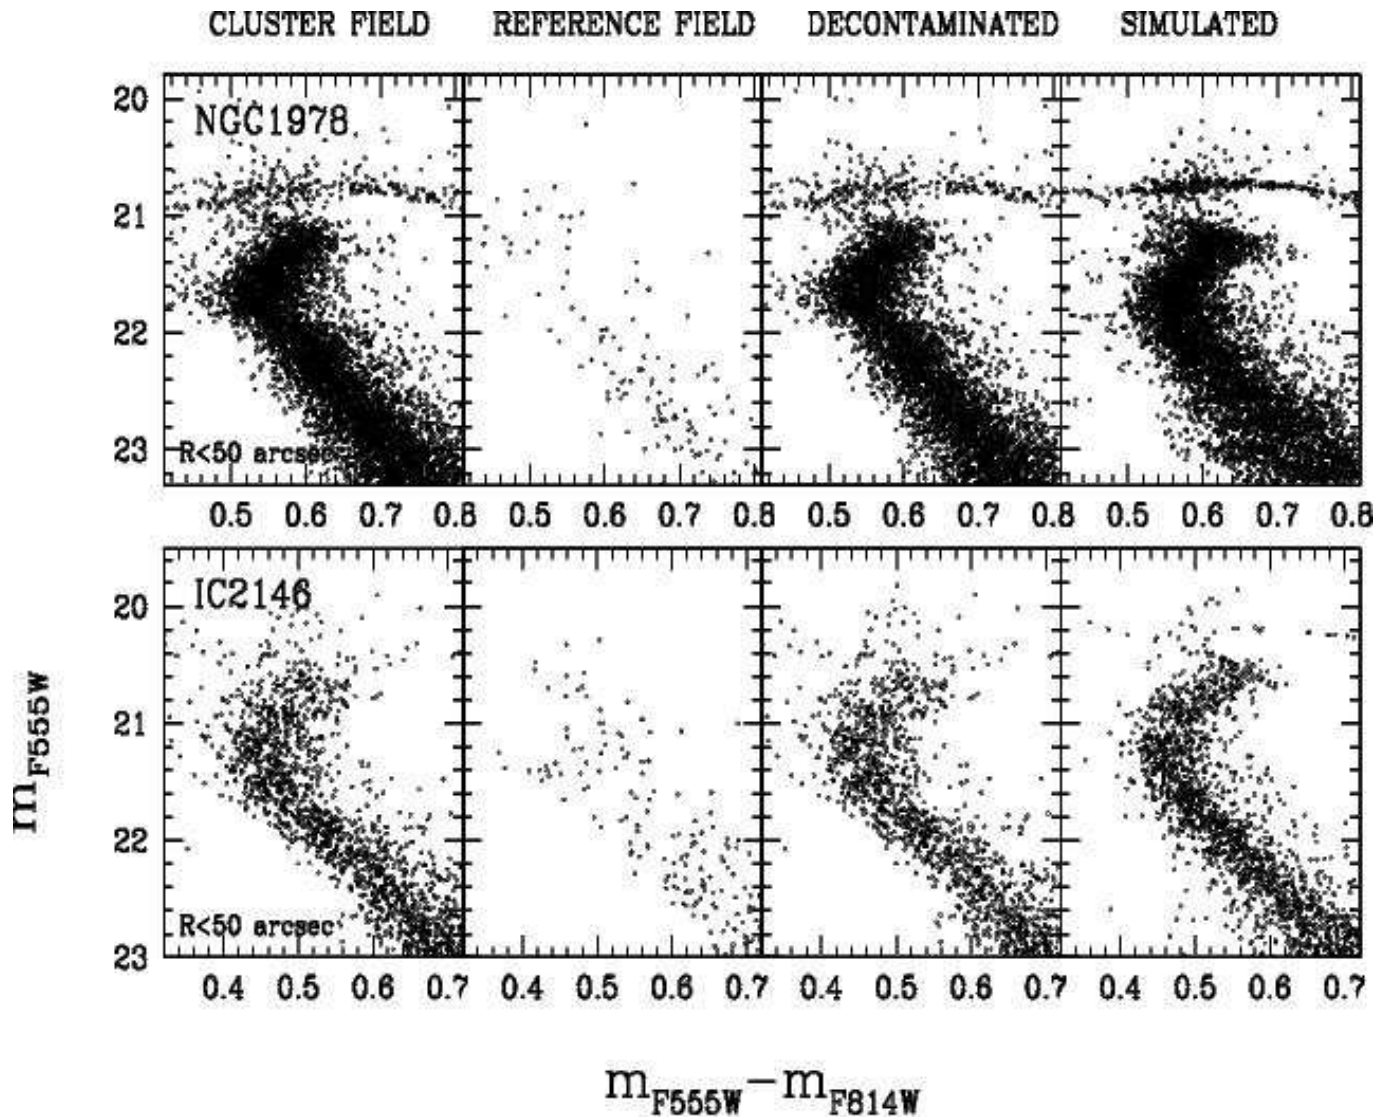 CLUSTER FIELD REFERENCE FIELD DECONTAMINATED SIMULATED
20
NGC1978
21
22
23
R<50 arcsec
0.5 0.6 0.7 0.8 0.5 0.6 0.7 0.8 0.5 0.6 0.7 0.8 0.5 0.6 0.7 0.8
IC2146
20
21
22
R<50 arcsec
23
0.4 0.5 0.6 0.7 0.4 0.5 0.6 0.7 0.4 0.5 0.6 0.7 0.4 0.5 0.6 0.7
m F555W
m F555W - m F814W